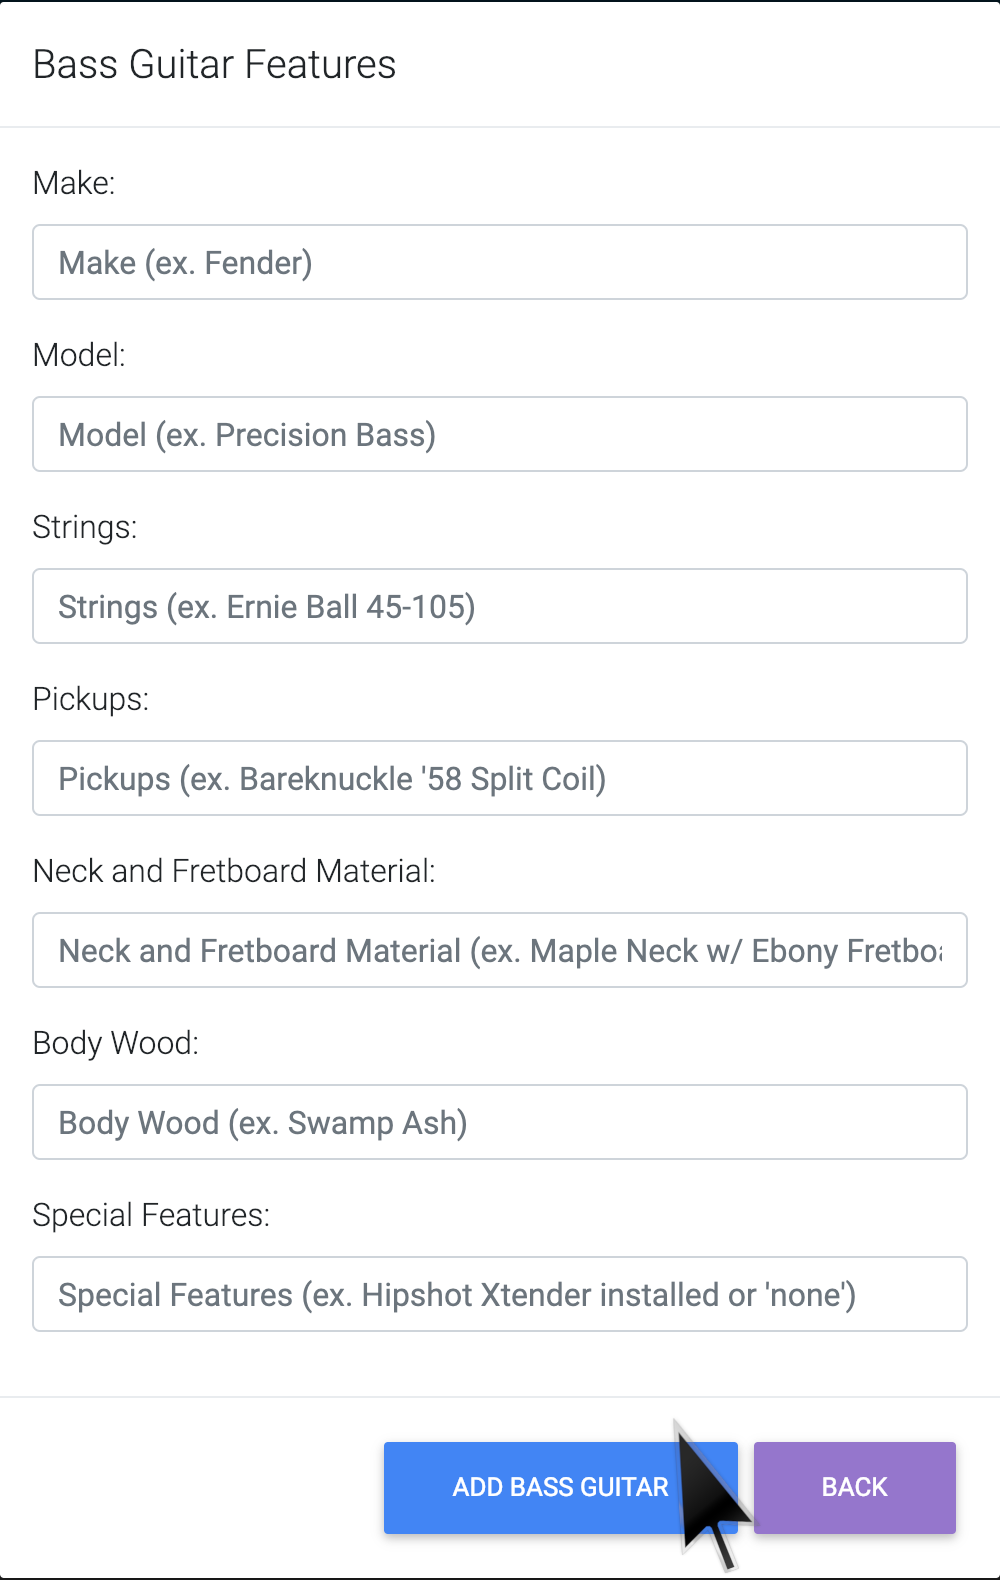 Bass Guitar Features
Make:
Make (ex. Fender)
Model:
Model (ex. Precision Bass)
Strings:
Strings (ex. Ernie Ball 45-105)
Pickups:
Pickups (ex. Bareknuckle '58 Split Coil)
Neck and Fretboard Material:
Neck and Fretboard Material (ex. Maple Neck w/ Ebony Fretboa
Body Wood:
Body Wood (ex. Swamp Ash)
Special Features:
Special Features (ex. Hipshot Xtender installed or 'none')
ADD BASS GUITAR
BACK